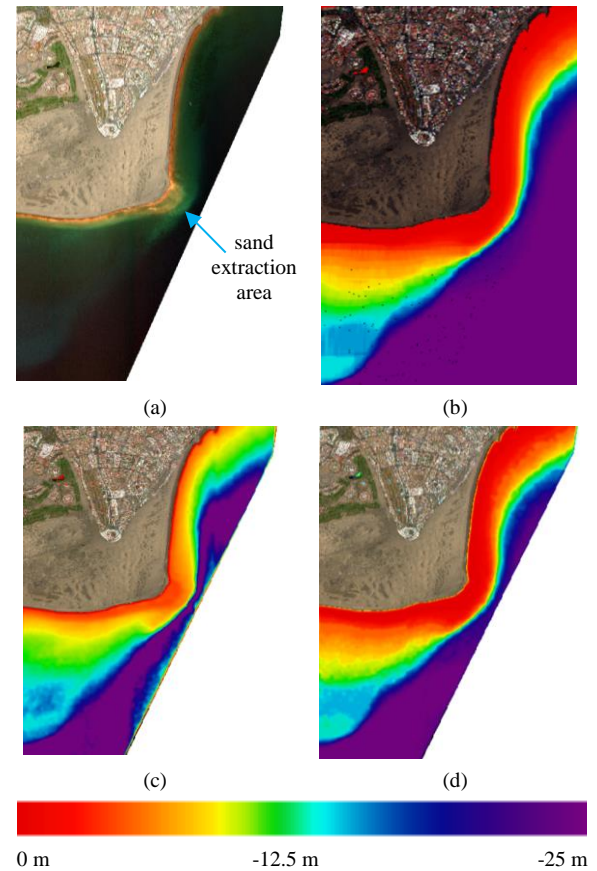 sand
extraction
area
(a)
(b)
(c)
(d)
0 m
-12.5 m
-25 m